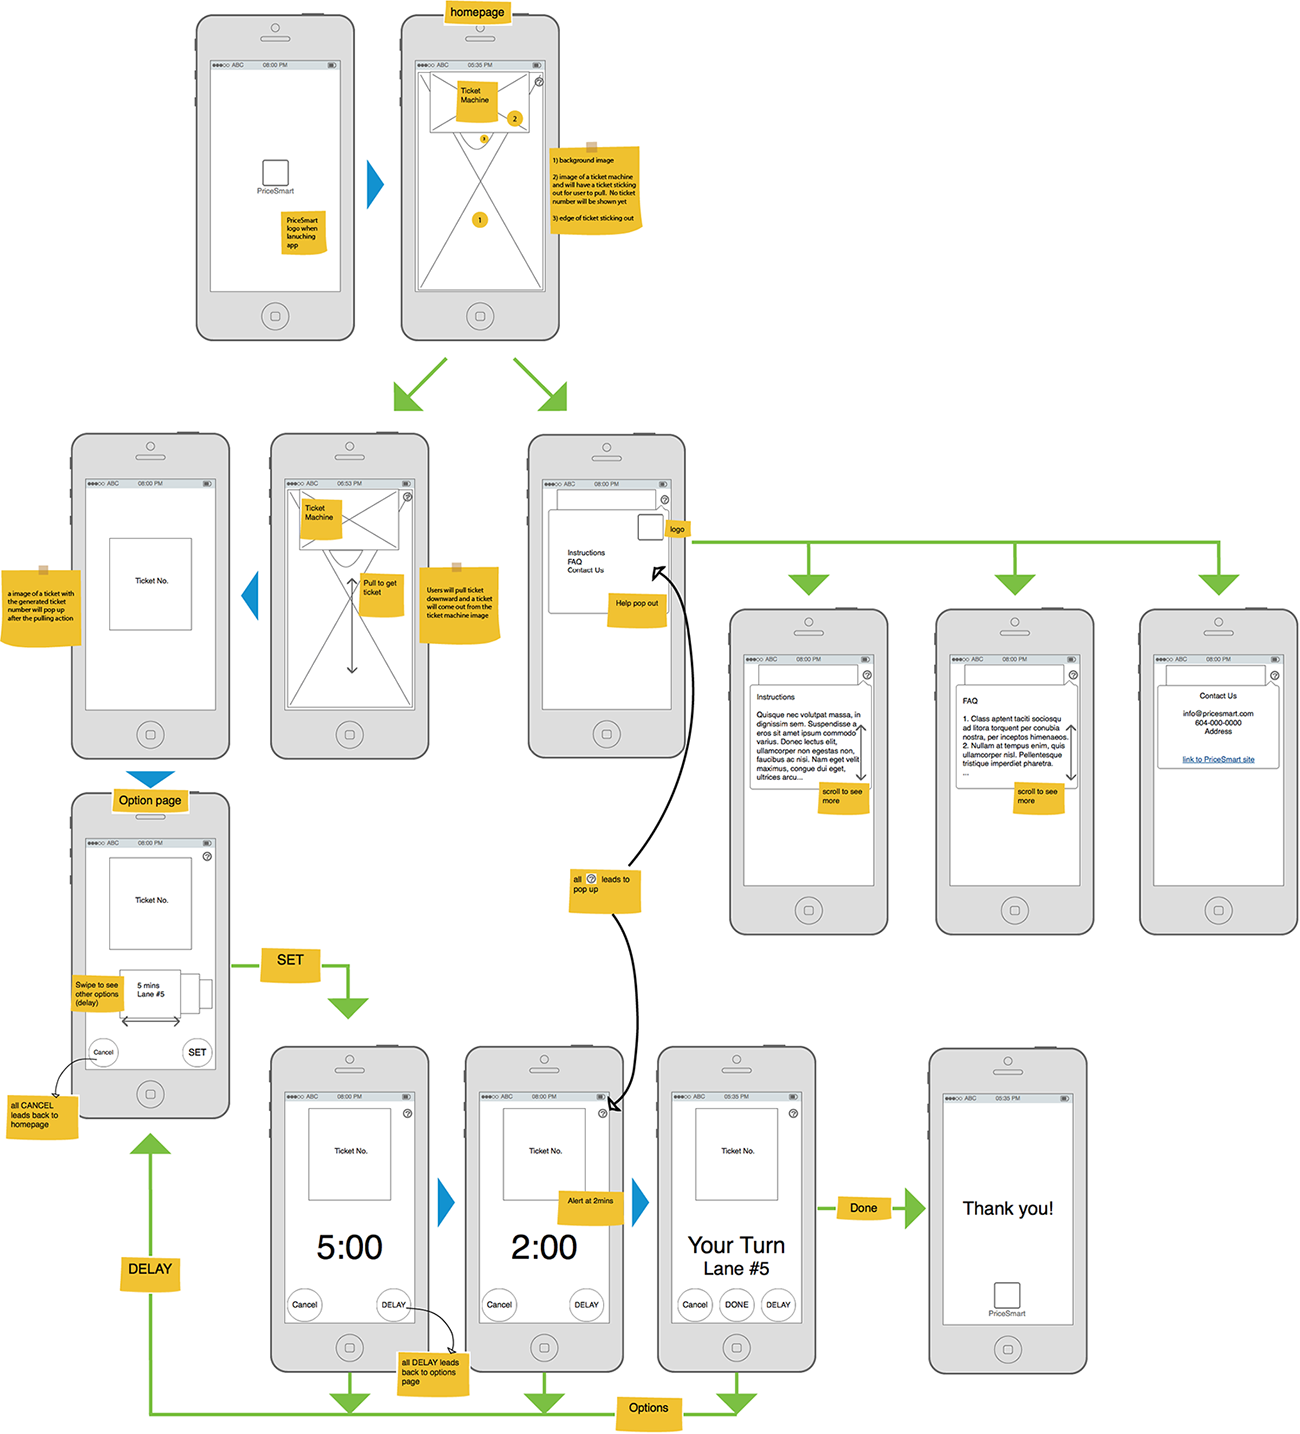 homepage
ABC 08:00 PM
PriceSmart
PriceSmart
logo when
lanuching
app
ABC 05:35 PM
?
Ticket
Machine
2
3
1
1) background image
2) image of a ticket machine
and will have a ticket sticking
out for user to pull. No ticket
number will be shown yet
3) edge of ticket sticking out
ABC 08:00 PM
Ticket No.
a image of a ticket with
the generated ticket
number will pop up
after the pulling action
ABC 06:53 PM
?
Ticket
Machine
Pull to get
ticket
Users will pull ticket
downward and a ticket
will come out from the
ticket machine image
ABC 08:00 PM
?
logo
Instructions
FAQ
Contact Us
Help pop out
ABC 08:00 PM
?
Instructions
Quisque nec volutpat massa, in
dignissim sem. Suspendisse a
eros sit amet ipsum commodo
varius. Donec lectus elit,
ullamcorper non egestas non,
faucibus ac nisi. Nam eget velit
maximus, congue dui eget,
ultrices arcu...
scroll to see
more
ABC 08:00 PM
?
FAQ
1. Class aptent taciti sociosqu
ad litora torquent per conubia
nostra, per inceptos himenaeos.
2. Nullam at tempus enim, quis
ullamcorper nisl. Pellentesque
tristique imperdiet pharetra.
...
scroll to see
more
ABC 08:00 PM
?
Contact Us
info@pricesmart.com
604-000-0000
Address
link to PriceSmart site
Option page
ABC 08:00 PM
?
Ticket No.
Swipe to see
other options
(delay)
5 mins
Lane #5
Cancel
SET
all CANCEL
leads back to
homepage
SET
all ? leads to
pop up
ABC 08:00 PM
?
Ticket No.
5:00
Cancel
DELAY
all DELAY leads
back to options
page
ABC 08:00 PM
?
Ticket No.
Alert at 2mins
2:00
Cancel
DELAY
ABC 05:35 PM
?
Ticket No.
Your Turn
Lane #5
Cancel
DONE
DELAY
Done
ABC 05:35 PM
Thank you!
PriceSmart
DELAY
Options